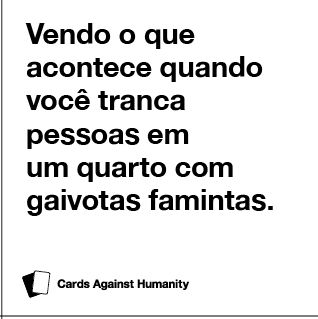 Vendo o que
acontece quando
você tranca
pessoas em
um quarto com
gaivotas famintas.
Cards Against Humanity